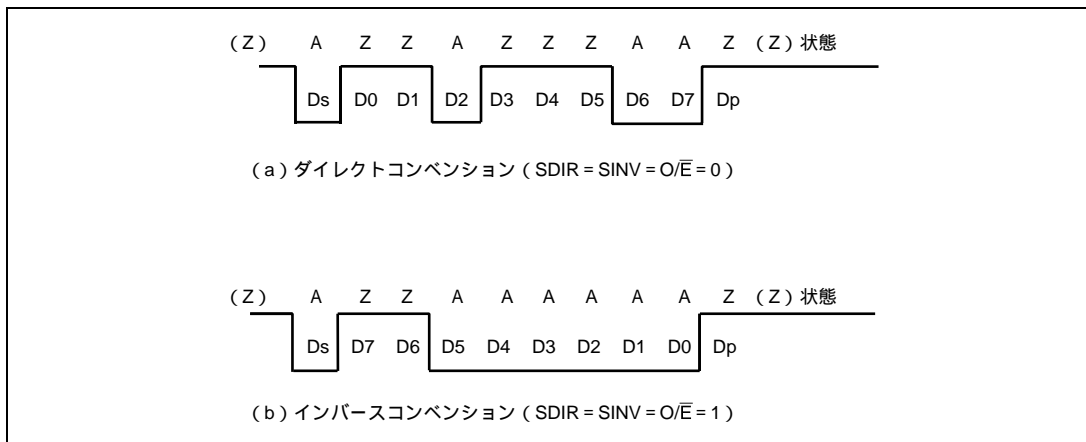 (Z) A Z Z A Z Z Z A A Z (Z)状態
Ds D0 D1 D2 D3 D4 D5 D6 D7 Dp
(a)ダイレクトコンベンション(SDIR = SINV = O/E̅ = 0)
(Z) A Z Z A A A A A A Z (Z)状態
Ds D7 D6 D5 D4 D3 D2 D1 D0 Dp
(b)インバースコンベンション(SDIR = SINV = O/E̅ = 1)